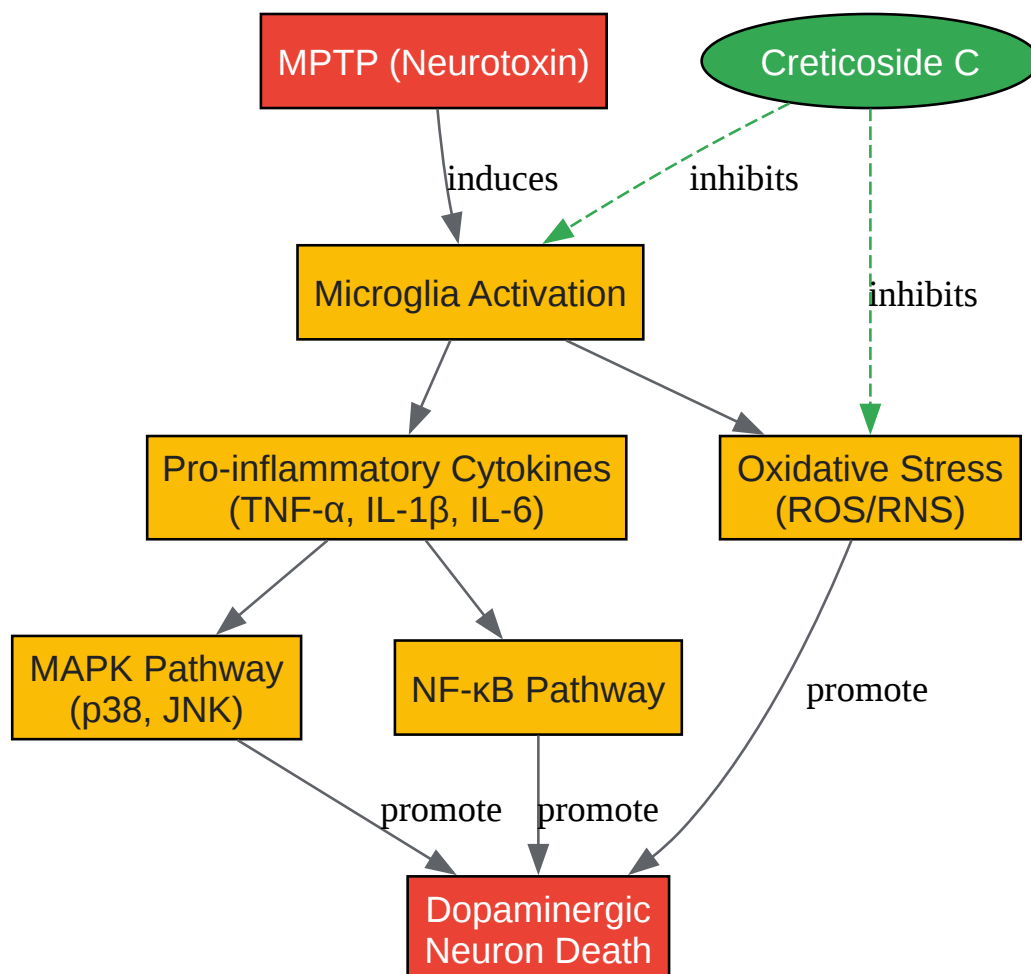 MPTP (Neurotoxin)
Creticoside C
induces
inhibits
Microglia Activation
inhibits
Pro-inflammatory Cytokines
(TNF-α, IL-1β, IL-6)
Oxidative Stress
(ROS/RNS)
MAPK Pathway
(p38, JNK)
NF-κB Pathway
promote
promote
promote
Dopaminergic
Neuron Death